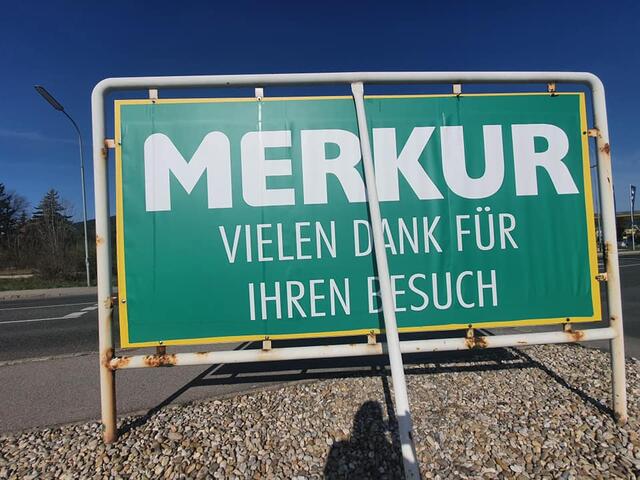 MERKUR
VIELEN DANK FÜR
IHREN BESUCH